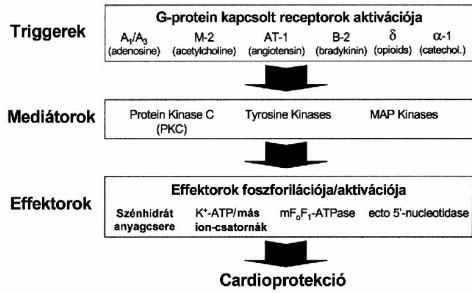 Triggerek
G-protein kapcsolt receptorok aktivációja
A₁/A₃ M-2 AT-1 B-2 δ α-1
(adenosine) (acetylcholine) (angiotensin) (bradykinin) (opioids) (catechol.)
Mediátorok
Protein Kinase C Tyrosine Kinases MAP Kinases
(PKC)
Effektorok
Effektorok foszforilációja/aktivációja
Szénhidrát K⁺-ATP/más mF₀F₁-ATPase ecto 5'-nucleotidase
anyagcsere ion-csatornák
Cardioprotekció